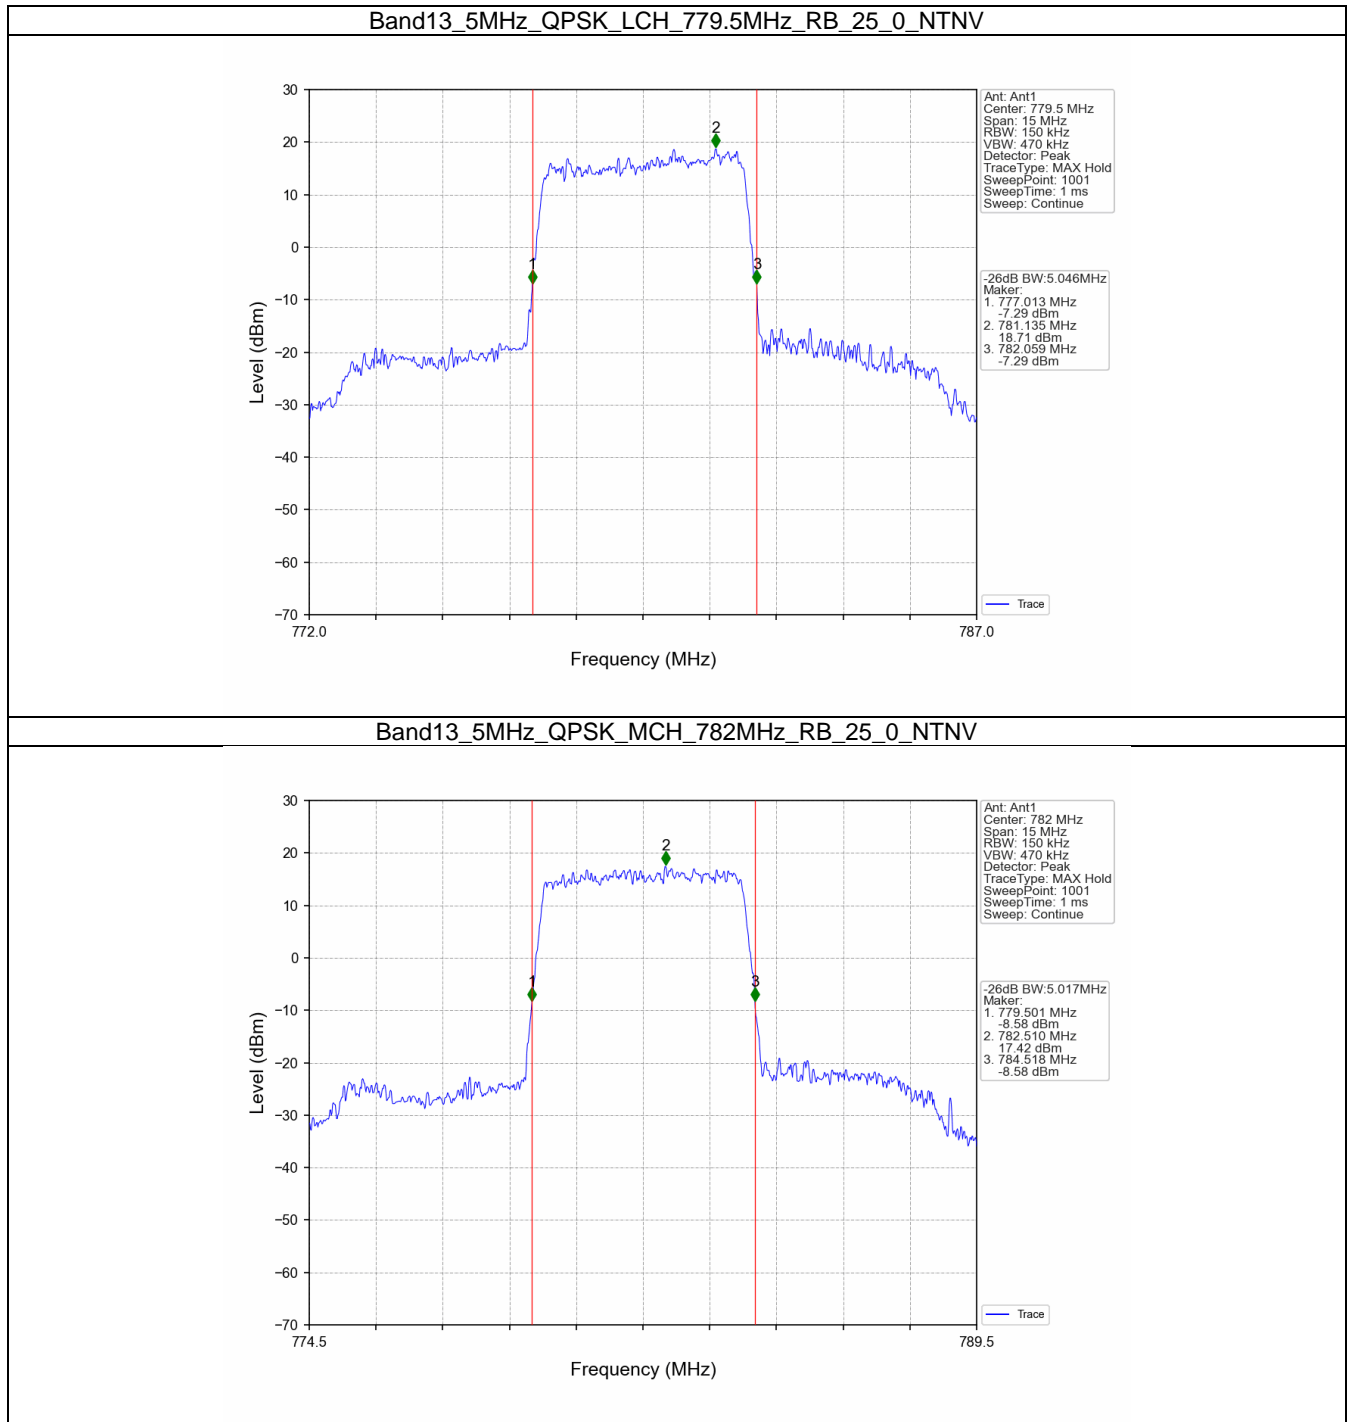 Band13_5MHz_QPSK_LCH_779.5MHz_RB_25_0_NTNV
30
20
10
0
−10
−20
−30
−40
−50
−60
−70
Level (dBm)
772.0
787.0
Frequency (MHz)
1
2
3
Ant: Ant1
Center: 779.5 MHz
Span: 15 MHz
RBW: 150 kHz
VBW: 470 kHz
Detector: Peak
TraceType: MAX Hold
SweepPoint: 1001
SweepTime: 1 ms
Sweep: Continue
-26dB BW:5.046MHz
Maker:
1. 777.013 MHz
-7.29 dBm
2. 781.135 MHz
18.71 dBm
3. 782.059 MHz
-7.29 dBm
Trace
Band13_5MHz_QPSK_MCH_782MHz_RB_25_0_NTNV
30
20
10
0
−10
−20
−30
−40
−50
−60
−70
Level (dBm)
774.5
789.5
Frequency (MHz)
1
2
3
Ant: Ant1
Center: 782 MHz
Span: 15 MHz
RBW: 150 kHz
VBW: 470 kHz
Detector: Peak
TraceType: MAX Hold
SweepPoint: 1001
SweepTime: 1 ms
Sweep: Continue
-26dB BW:5.017MHz
Maker:
1. 779.501 MHz
-8.58 dBm
2. 782.510 MHz
17.42 dBm
3. 784.518 MHz
-8.58 dBm
Trace